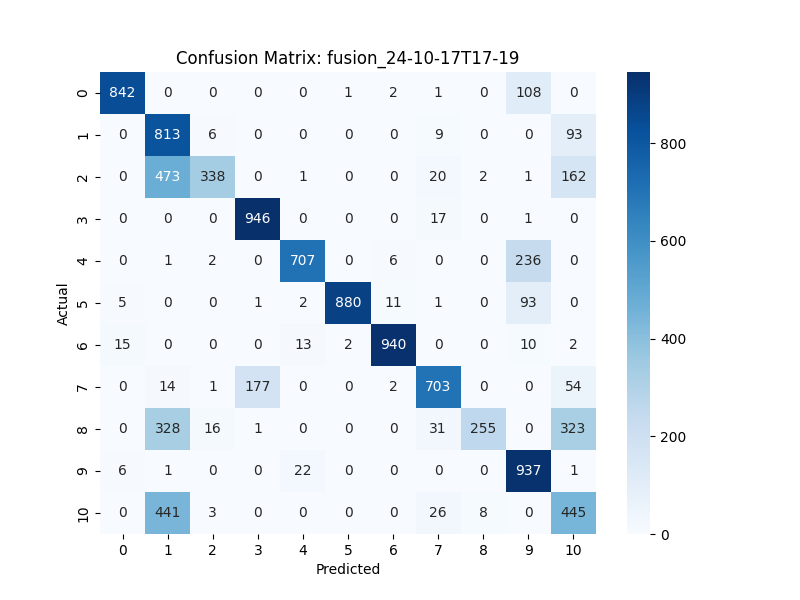 Confusion Matrix: fusion_24-10-17T17-19
0 842 0 0 0 0 1 2 1 0 108 0
1 0 813 6 0 0 0 0 9 0 0 93
2 0 473 338 0 1 0 0 20 2 1 162
3 0 0 0 946 0 0 0 17 0 1 0
4 0 1 2 0 707 0 6 0 0 236 0
5 5 0 0 1 2 880 11 1 0 93 0
6 15 0 0 0 13 2 940 0 0 10 2
7 0 14 1 177 0 0 2 703 0 0 54
8 0 328 16 1 0 0 0 31 255 0 323
9 6 1 0 0 22 0 0 0 0 937 1
10 0 441 3 0 0 0 0 26 8 0 445
0 1 2 3 4 5 6 7 8 9 10
Predicted
Actual
800
600
400
200
0